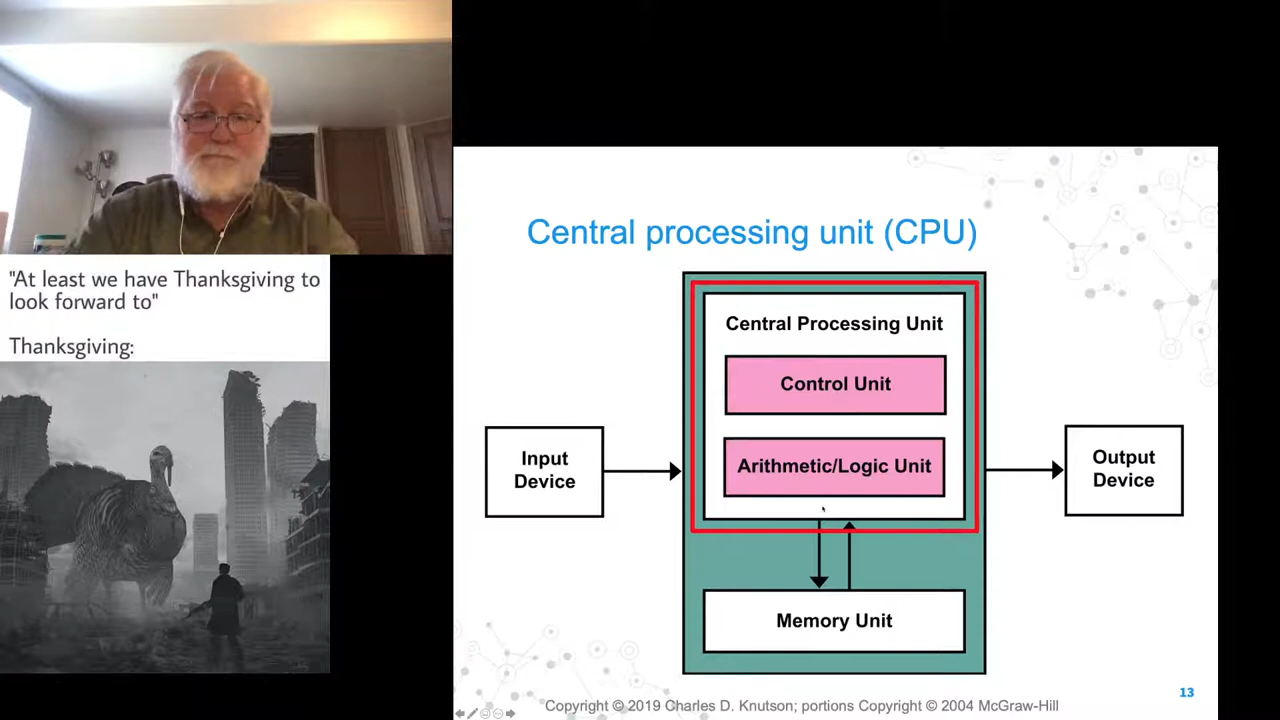 "At least we have Thanksgiving to
look forward to"
Thanksgiving:
Central processing unit (CPU)
Central Processing Unit
Control Unit
Arithmetic/Logic Unit
Input
Device
Output
Device
Memory Unit
13
Copyright © 2019 Charles D. Knutson; portions Copyright © 2004 McGraw-Hill